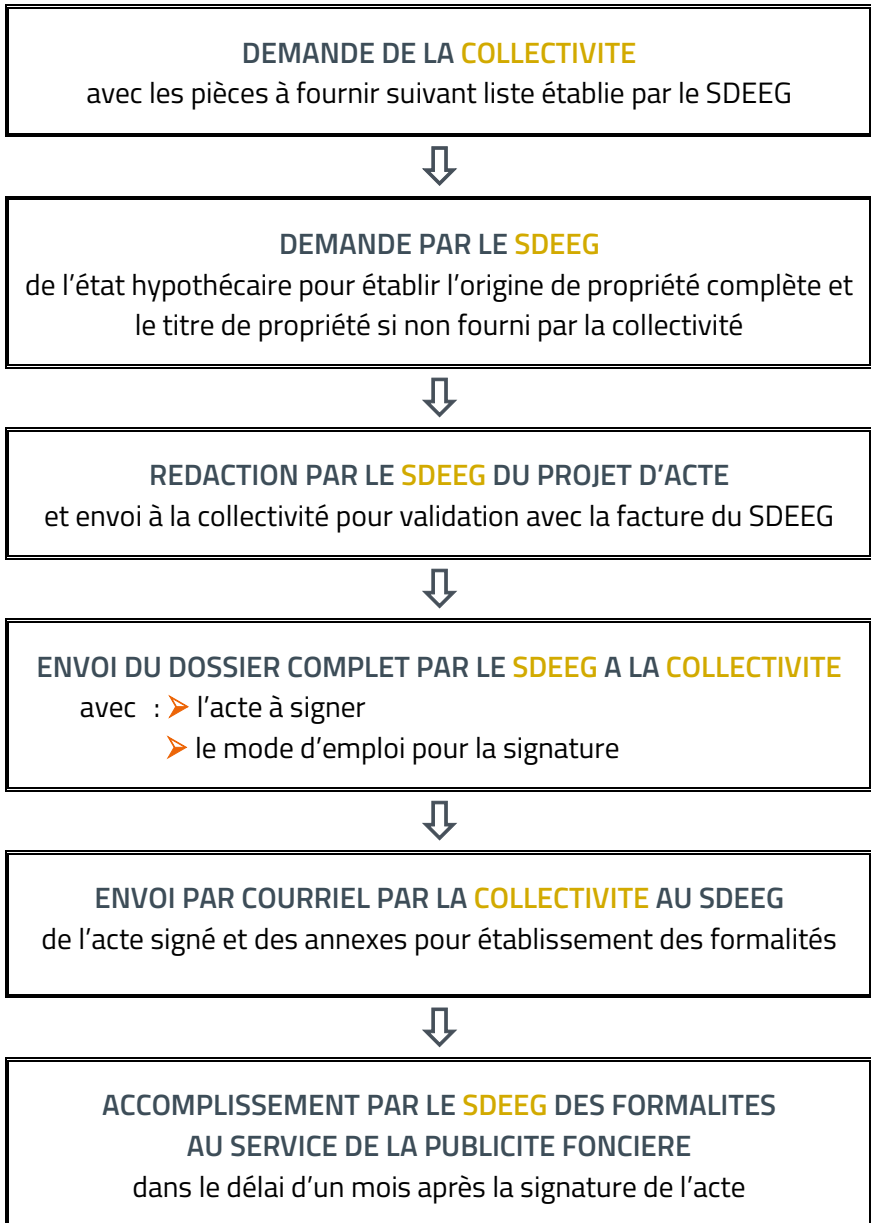 DEMANDE DE LA COLLECTIVITE
avec les pièces à fournir suivant liste établie par le SDEEG
DEMANDE PAR LE SDEEG
de l’état hypothécaire pour établir l’origine de propriété complète et
le titre de propriété si non fourni par la collectivité
REDACTION PAR LE SDEEG DU PROJET D’ACTE
et envoi à la collectivité pour validation avec la facture du SDEEG
ENVOI DU DOSSIER COMPLET PAR LE SDEEG A LA COLLECTIVITE
avec : ➢ l’acte à signer
➢ le mode d’emploi pour la signature
ENVOI PAR COURRIEL PAR LA COLLECTIVITE AU SDEEG
de l’acte signé et des annexes pour établissement des formalités
ACCOMPLISSEMENT PAR LE SDEEG DES FORMALITES
AU SERVICE DE LA PUBLICITE FONCIERE
dans le délai d’un mois après la signature de l’acte